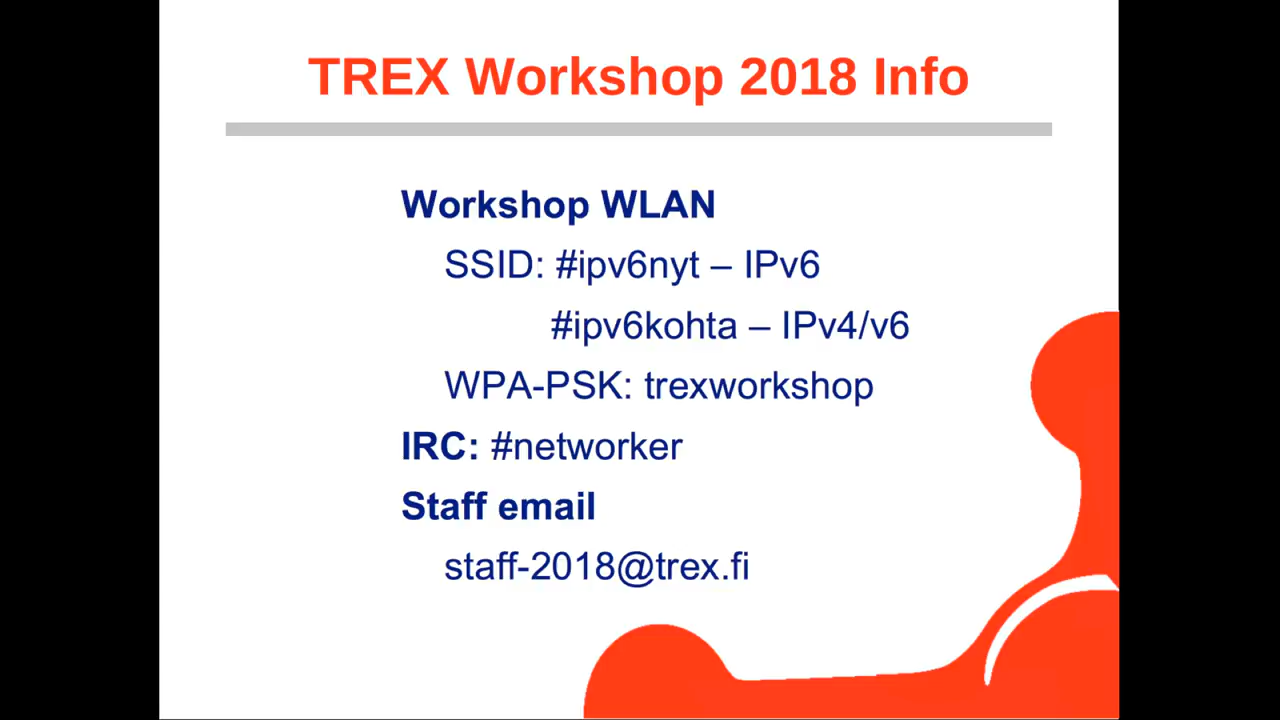 TREX Workshop 2018 Info
Workshop WLAN
SSID: #ipv6nyt – IPv6
#ipv6kohta – IPv4/v6
WPA-PSK: trexworkshop
IRC: #networker
Staff email
staff-2018@trex.fi